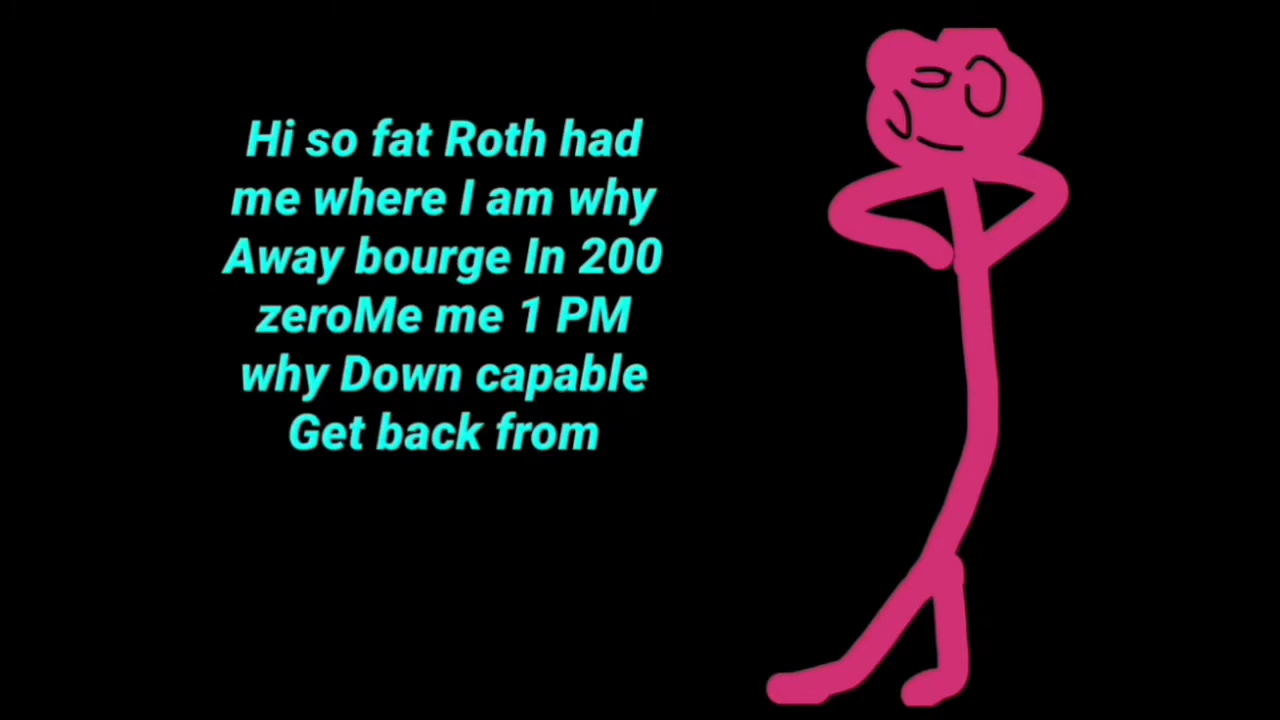 Hi so fat Roth had
me where I am why
Away bourge In 200
zeroMe me 1 PM
why Down capable
Get back from